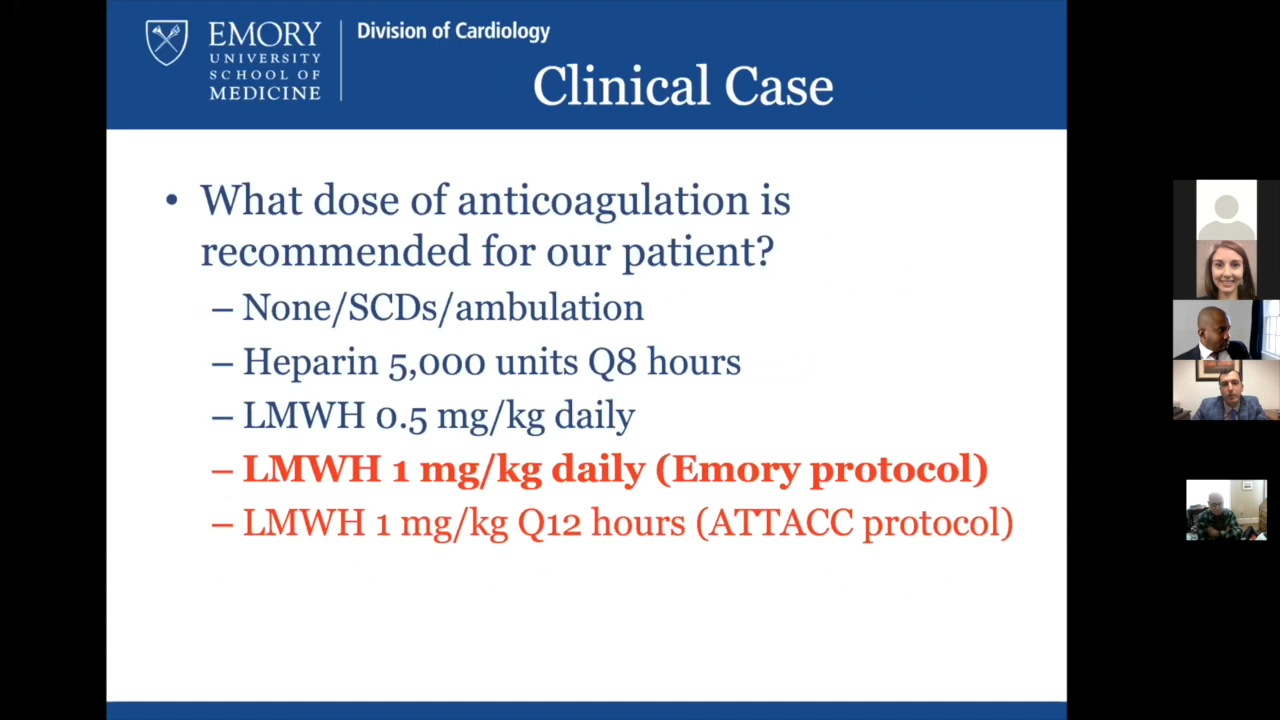 EMORY
UNIVERSITY
SCHOOL OF
MEDICINE
Division of Cardiology
Clinical Case
• What dose of anticoagulation is
recommended for our patient?
– None/SCDs/ambulation
– Heparin 5,000 units Q8 hours
– LMWH 0.5 mg/kg daily
– LMWH 1 mg/kg daily (Emory protocol)
– LMWH 1 mg/kg Q12 hours (ATTACC protocol)